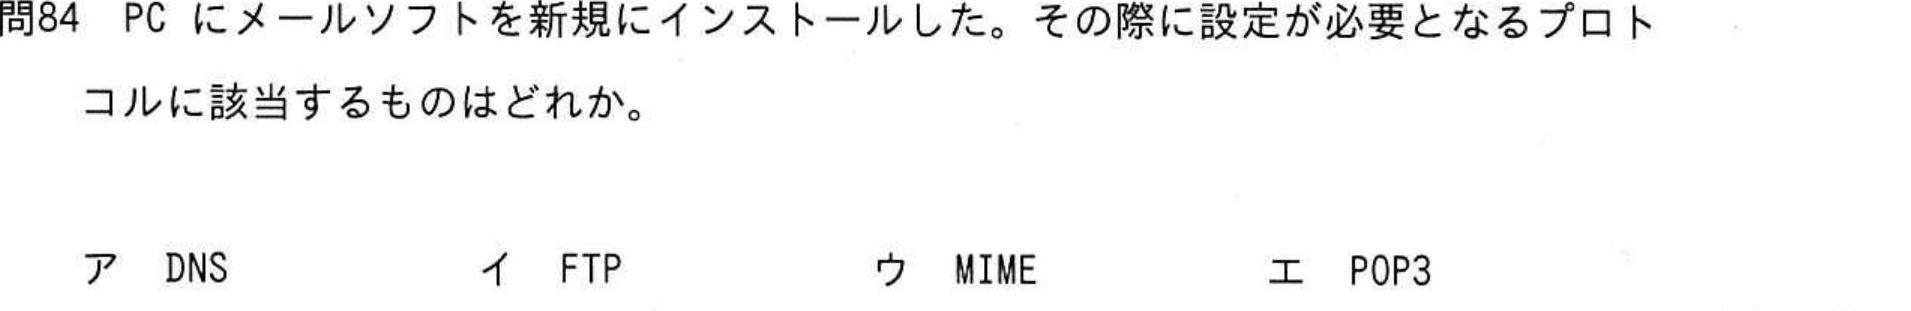 問84 PC にメールソフトを新規にインストールした。その際に設定が必要となるプロト
コルに該当するものはどれか。
ア DNS イ FTP ウ MIME エ POP3